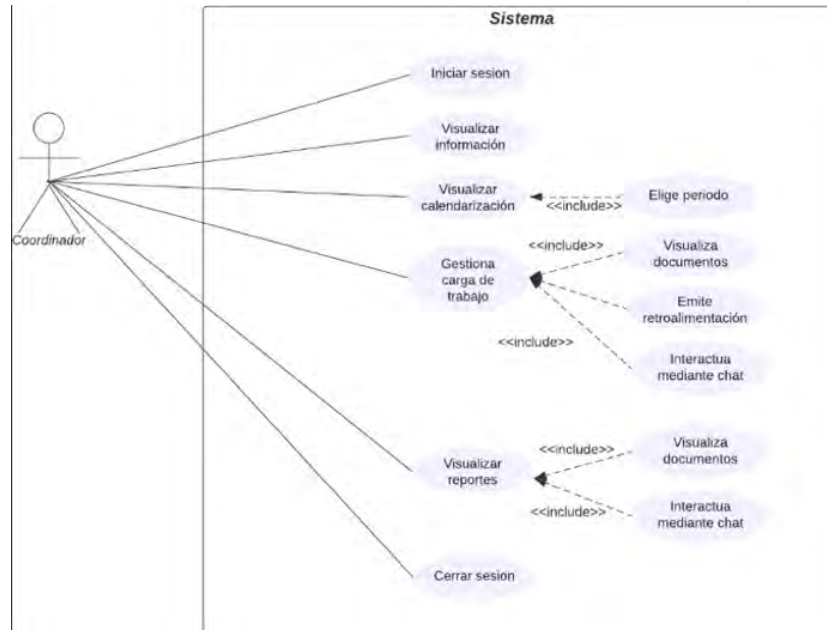 Sistema
Iniciar sesion
Visualizar
información
Visualizar
calendarización
<<include>>
Elige periodo
Coordinador
Gestiona
carga de
trabajo
<<include>>
Visualiza
documentos
Emite
retroalimentación
<<include>>
Interactua
mediante chat
Visualizar
reportes
<<include>>
Visualiza
documentos
<<include>>
Interactua
mediante chat
Cerrar sesion